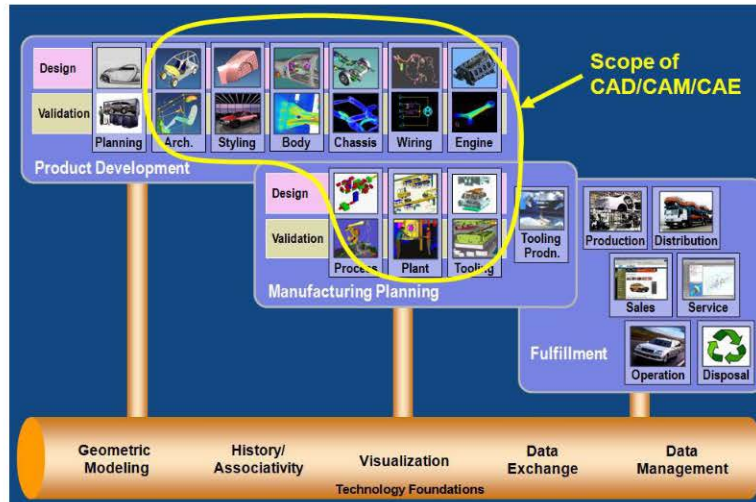 Scope of
CAD/CAM/CAE
Design
Validation
Planning
Arch.
Styling
Body
Chassis
Wiring
Engine
Product Development
Design
Validation
Process
Plant
Tooling
Tooling
Prodn.
Manufacturing Planning
Production
Distribution
Sales
Service
Fulfillment
Operation
Disposal
Geometric
Modeling
History/
Associativity
Visualization
Data
Exchange
Data
Management
Technology Foundations